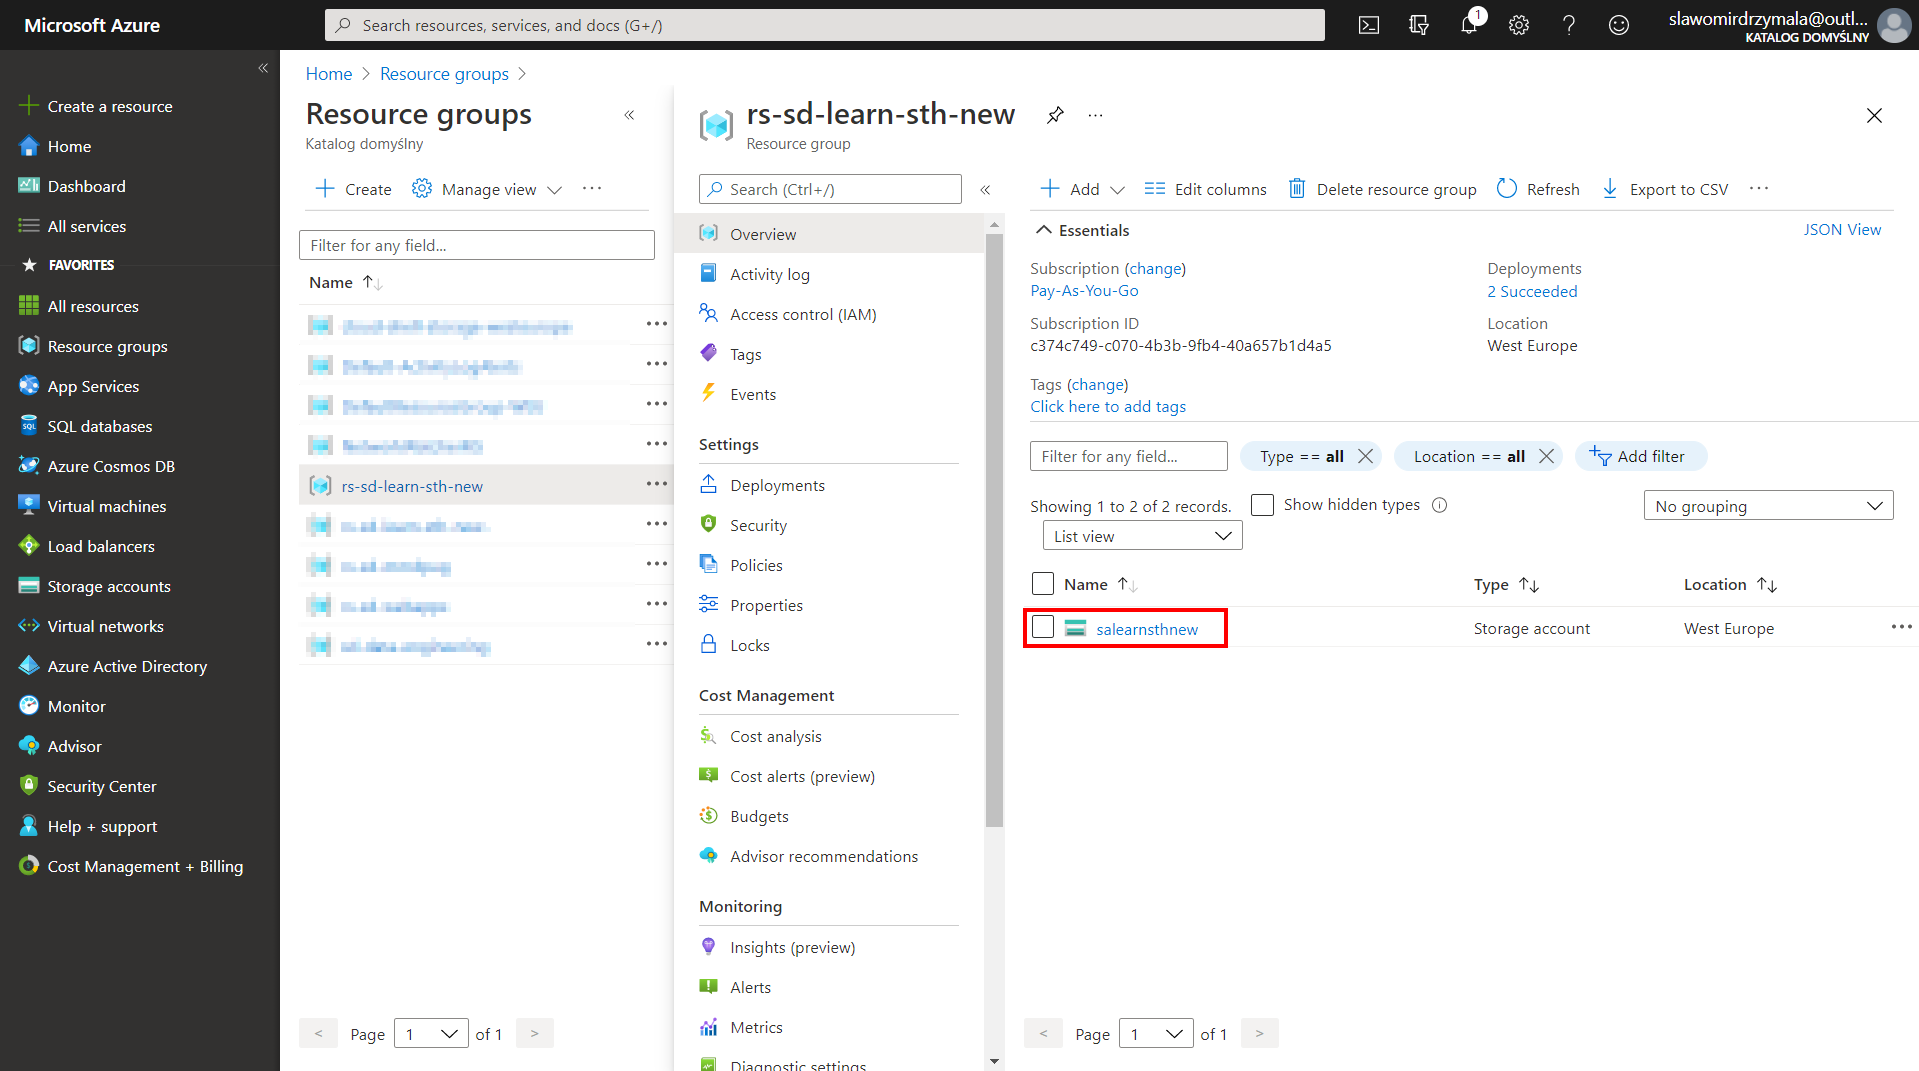 Microsoft Azure
Search resources, services, and docs (G+/)
1
slawomirdrzymala@outl...
KATALOG DOMYŚLNY
Create a resource
Home
Dashboard
All services
FAVORITES
All resources
Resource groups
App Services
SQL databases
Azure Cosmos DB
Virtual machines
Load balancers
Storage accounts
Virtual networks
Azure Active Directory
Monitor
Advisor
Security Center
Help + support
Cost Management + Billing
Home > Resource groups >
Resource groups
Katalog domyślny
Create
Manage view
Filter for any field...
Name
rs-sd-learn-sth-new
< Page 1 of 1 >
rs-sd-learn-sth-new
Resource group
Search (Ctrl+/)
Overview
Activity log
Access control (IAM)
Tags
Events
Settings
Deployments
Security
Policies
Properties
Locks
Cost Management
Cost analysis
Cost alerts (preview)
Budgets
Advisor recommendations
Monitoring
Insights (preview)
Alerts
Metrics
Diagnostic settings
Add
Edit columns
Delete resource group
Refresh
Export to CSV
Essentials
JSON View
Subscription (change)
Pay-As-You-Go
Deployments
2 Succeeded
Subscription ID
c374c749-c070-4b3b-9fb4-40a657b1d4a5
Location
West Europe
Tags (change)
Click here to add tags
Filter for any field...
Type == all
Location == all
Add filter
Showing 1 to 2 of 2 records.
Show hidden types
No grouping
List view
Name
Type
Location
salearnsthnew
Storage account
West Europe
< Page 1 of 1 >